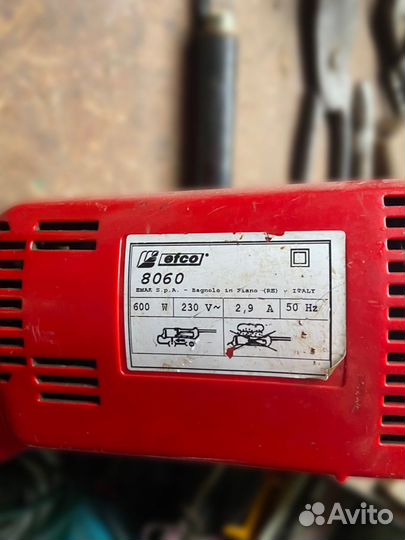 efco
8060
EMAK S.p.A. - Bagnolo in Piano (RE) - ITALY
600 W 230 V~ 2,9 A 50 Hz
Avito